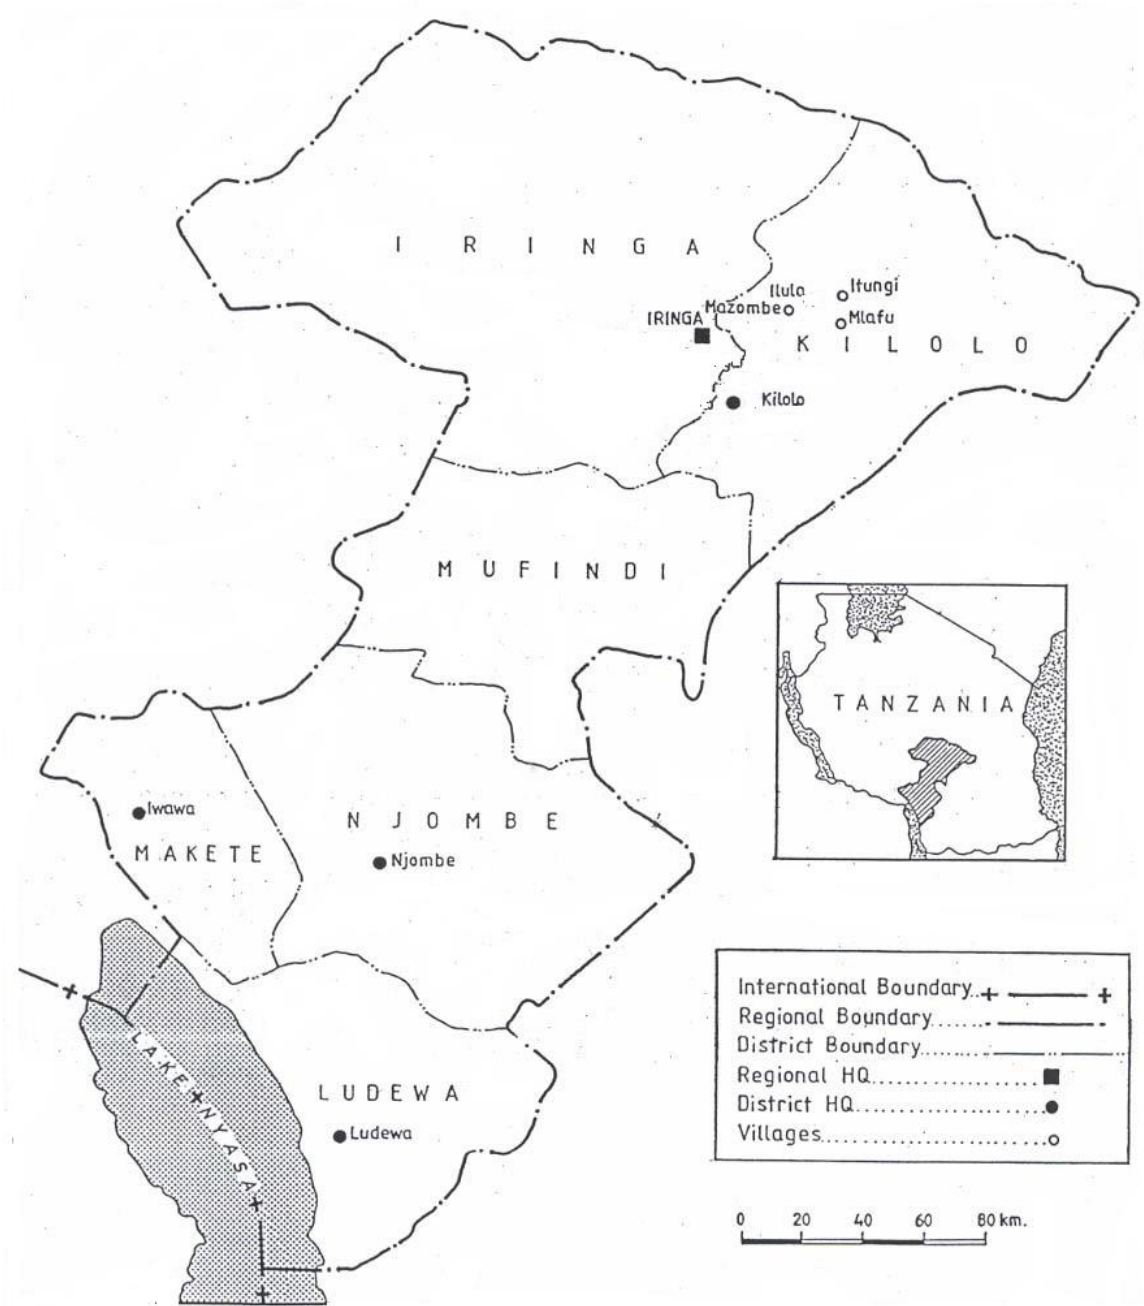 I R I N G A
Ilula
Itungi
Mazombe
IRINGA
Mlafu
K I L O L O
Kilolo
M U F I N D I
T A N Z A N I A
Iwawa
N J O M B E
M A K E T E
Njombe
LAKE NYASA
L U D E W A
Ludewa
International Boundary
Regional Boundary
District Boundary
Regional HQ
District HQ
Villages
0 20 40 60 80 km.